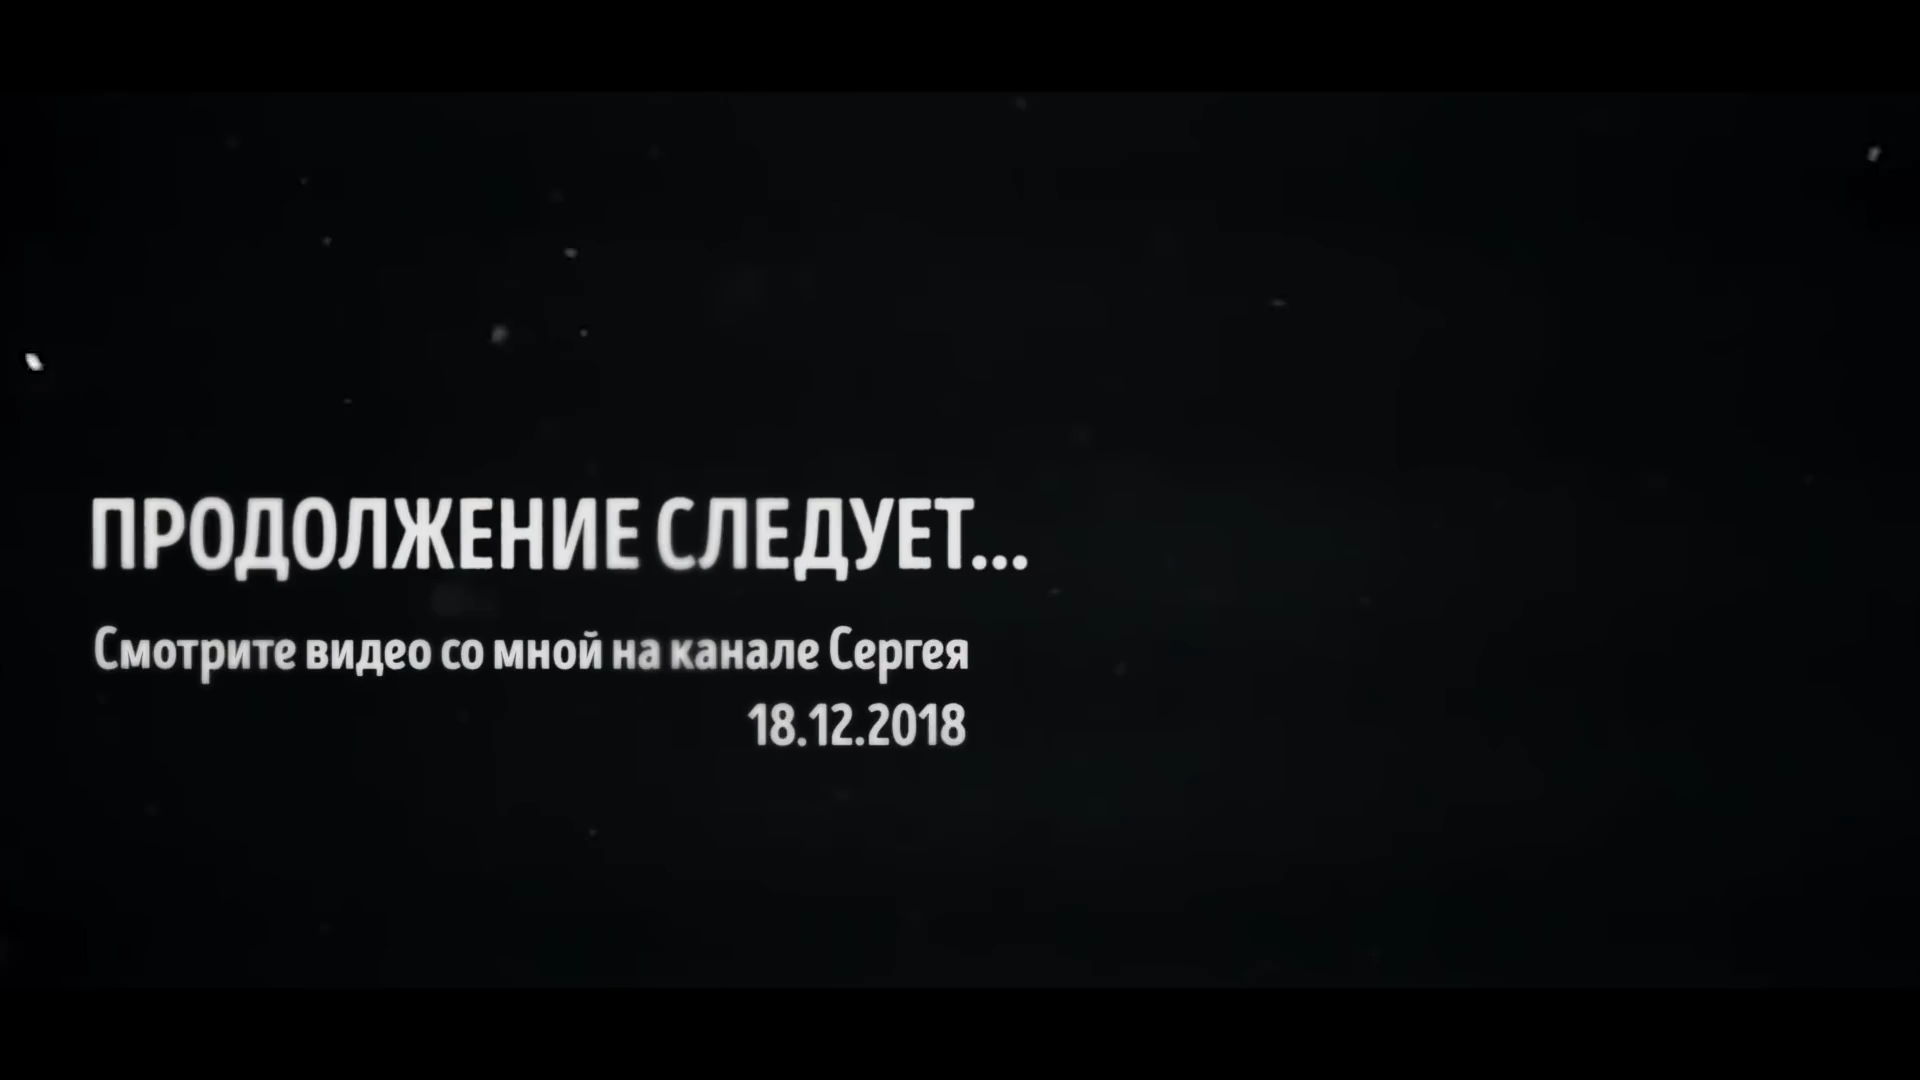 ПРОДОЛЖЕНИЕ СЛЕДУЕТ...
Смотрите видео со мной на канале Сергея
18.12.2018